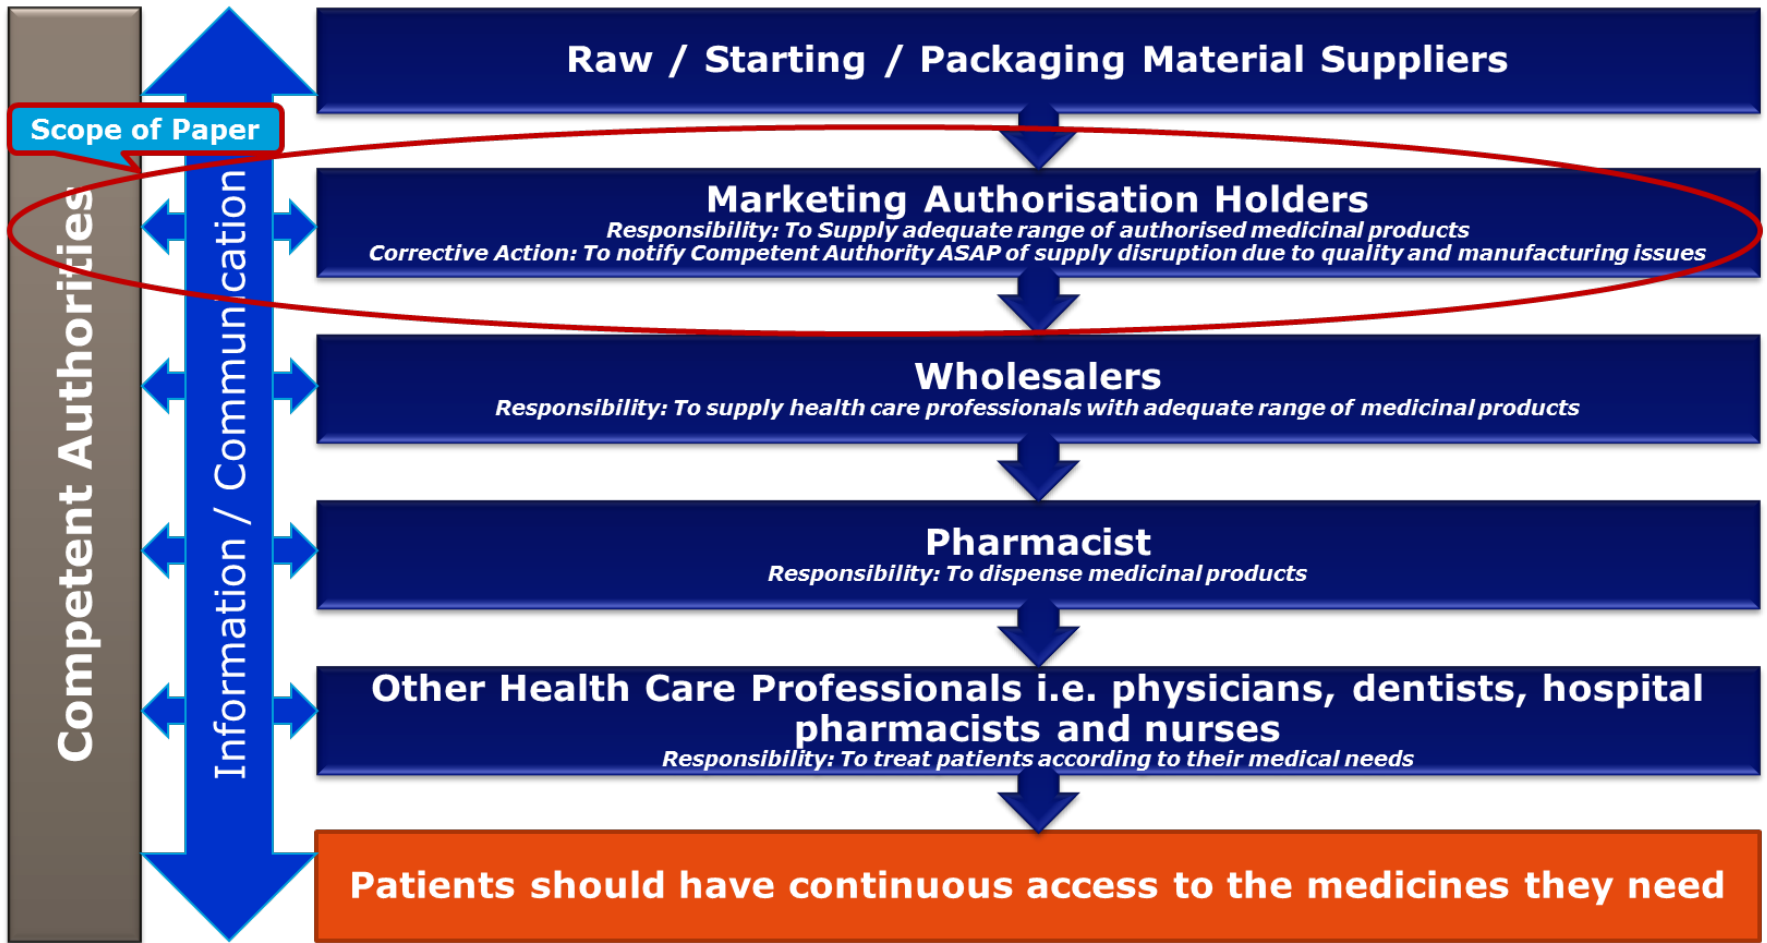 Raw / Starting / Packaging Material Suppliers
Scope of Paper
Marketing Authorisation Holders
Responsibility: To Supply adequate range of authorised medicinal products
Corrective Action: To notify Competent Authority ASAP of supply disruption due to quality and manufacturing issues
Competent Authorities
Information / Communication
Wholesalers
Responsibility: To supply health care professionals with adequate range of medicinal products
Pharmacist
Responsibility: To dispense medicinal products
Other Health Care Professionals i.e. physicians, dentists, hospital
pharmacists and nurses
Responsibility: To treat patients according to their medical needs
Patients should have continuous access to the medicines they need